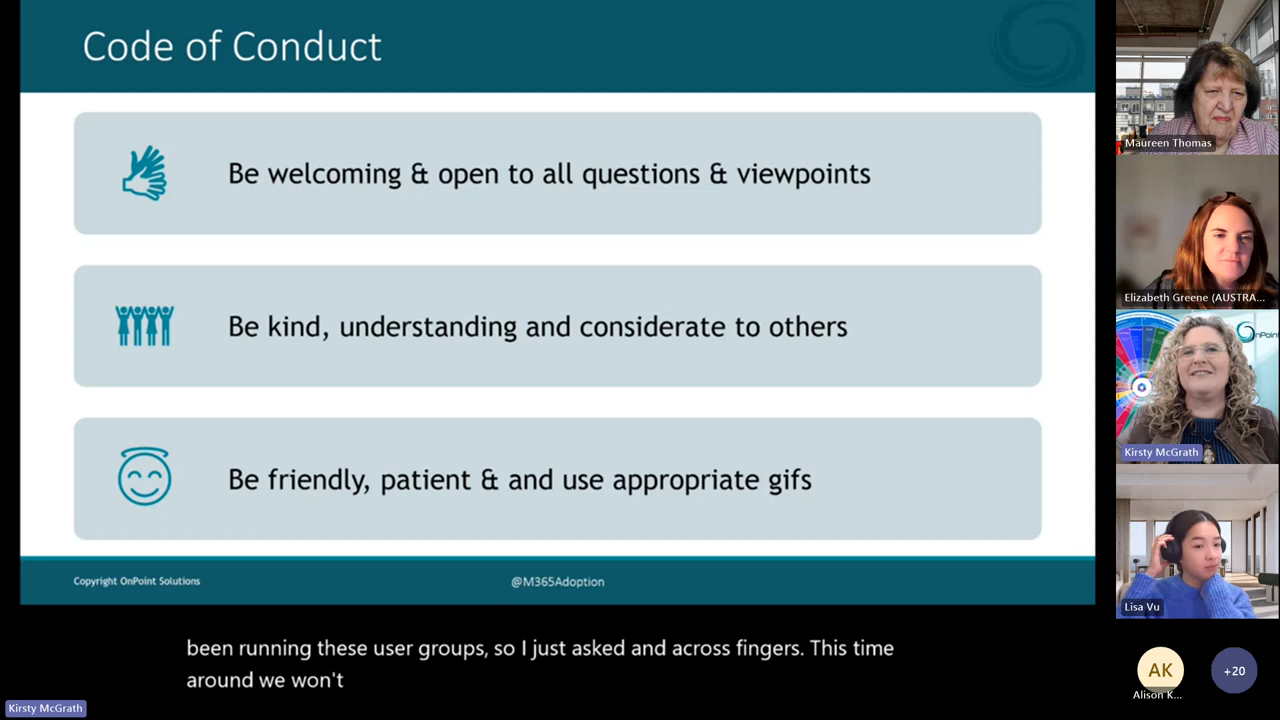 Code of Conduct
Be welcoming & open to all questions & viewpoints
Be kind, understanding and considerate to others
Be friendly, patient & and use appropriate gifs
Copyright OnPoint Solutions
@M365Adoption
been running these user groups, so I just asked and across fingers. This time
around we won't
Kirsty McGrath
Maureen Thomas
Elizabeth Greene (AUSTRA...
OnPoint
Kirsty McGrath
Lisa Vu
AK
Alison K...
+20